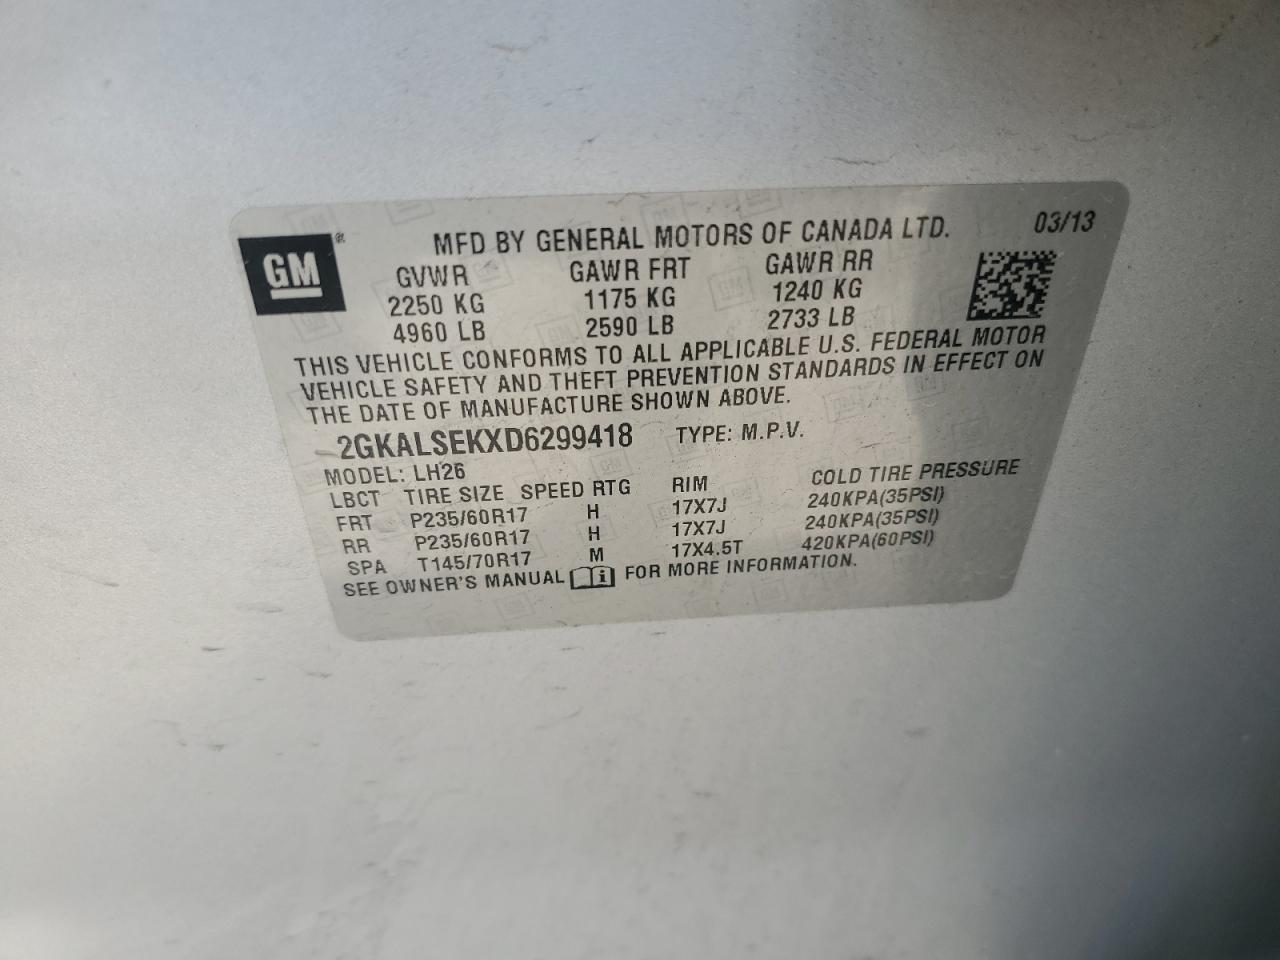 GM®
MFD BY GENERAL MOTORS OF CANADA LTD. 03/13
GVWR GAWR FRT GAWR RR
2250 KG 1175 KG 1240 KG
4960 LB 2590 LB 2733 LB
THIS VEHICLE CONFORMS TO ALL APPLICABLE U.S. FEDERAL MOTOR
VEHICLE SAFETY AND THEFT PREVENTION STANDARDS IN EFFECT ON
THE DATE OF MANUFACTURE SHOWN ABOVE.
2GKALSEKXD6299418 TYPE: M.P.V.
MODEL: LH26
LBCT TIRE SIZE SPEED RTG RIM COLD TIRE PRESSURE
FRT P235/60R17 H 17X7J 240KPA(35PSI)
RR P235/60R17 H 17X7J 240KPA(35PSI)
SPA T145/70R17 M 17X4.5T 420KPA(60PSI)
SEE OWNER'S MANUAL FOR MORE INFORMATION.